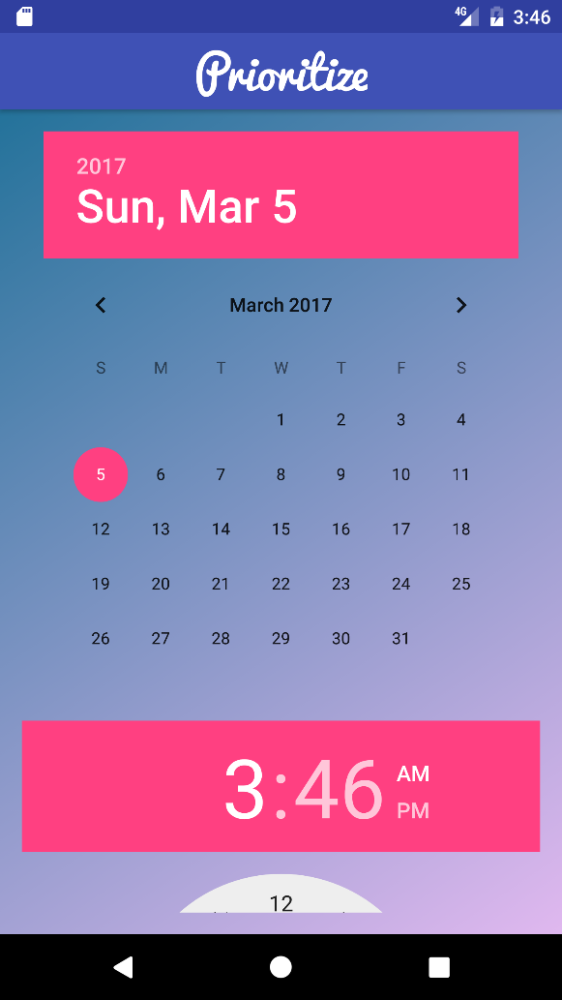 4G 3:46
Prioritize
2017
Sun, Mar 5
March 2017
S M T W T F S
1 2 3 4
5 6 7 8 9 10 11
12 13 14 15 16 17 18
19 20 21 22 23 24 25
26 27 28 29 30 31
3:46 AM
PM
12